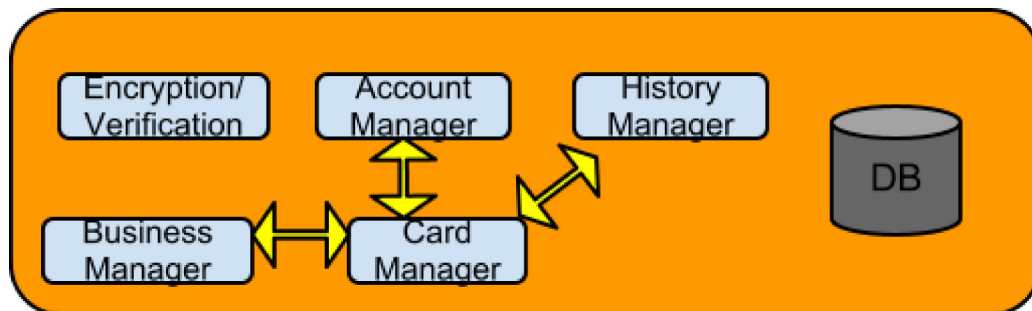 Encryption/
Verification
Account
Manager
History
Manager
DB
Business
Manager
Card
Manager